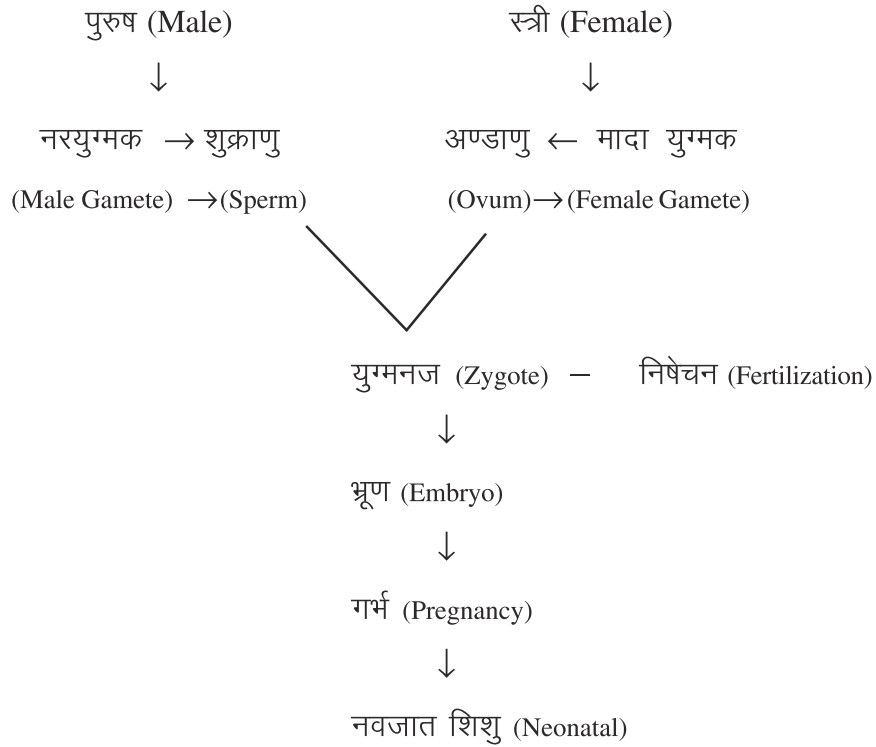 पुरुष (Male) स्त्री (Female)
↓ ↓
नरयुग्मक → शुक्राणु अण्डाणु ← मादा युग्मक
(Male Gamete) →(Sperm) (Ovum)→(Female Gamete)
युग्मनज (Zygote) – निषेचन (Fertilization)
↓
भ्रूण (Embryo)
↓
गर्भ (Pregnancy)
↓
नवजात शिशु (Neonatal)